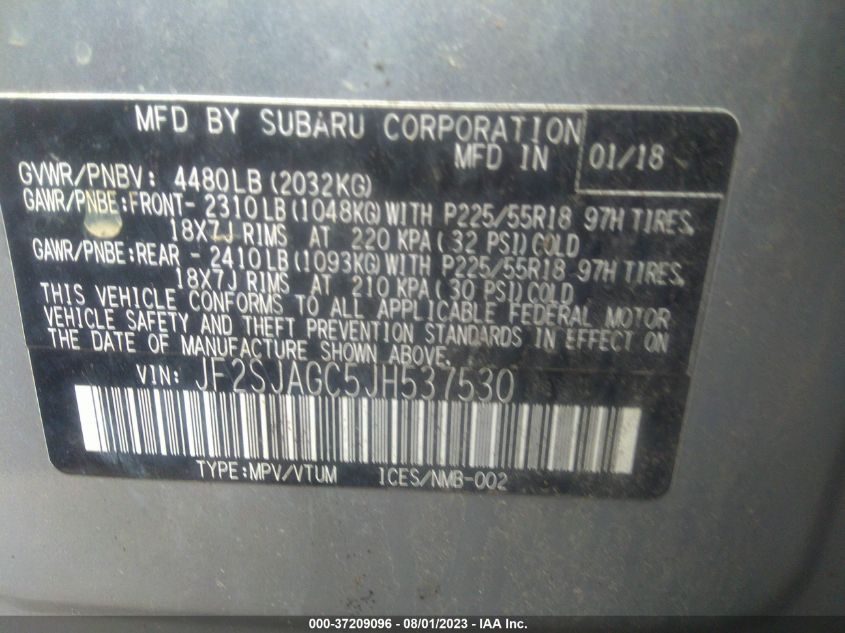 MFD BY SUBARU CORPORATION
MFD IN 01/18
GVWR/PNBV: 4480LB (2032KG)
GAWR/PNBE:FRONT- 2310LB (1048KG) WITH P225/55R18 97H TIRES,
18X7J RIMS AT 220 KPA (32 PSI) COLD
GAWR/PNBE:REAR - 2410LB (1093KG) WITH P225/55R18 97H TIRES,
18X7J RIMS AT 210 KPA (30 PSI) COLD
THIS VEHICLE CONFORMS TO ALL APPLICABLE FEDERAL MOTOR
VEHICLE SAFETY AND THEFT PREVENTION STANDARDS IN EFFECT ON
THE DATE OF MANUFACTURE SHOWN ABOVE.
VIN: JF2SJAGC5JH537530
TYPE:MPV/VTUM ICES/NMB-002
000-37209096 - 08/01/2023 - IAA Inc.